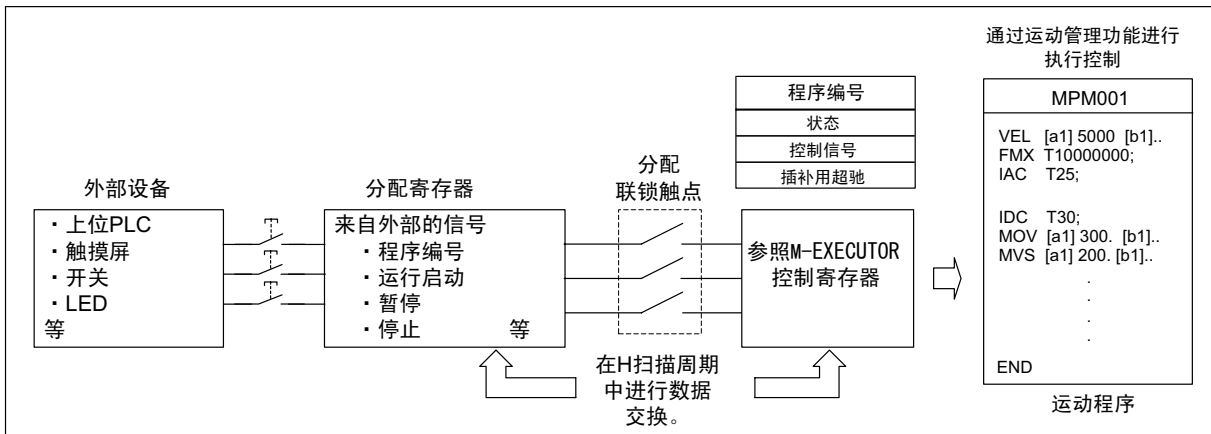 通过运动管理功能进行
执行控制
程序编号
状态
控制信号
插补用超驰
MPM001
VEL [a1] 5000 [b1]..
FMX T10000000;
IAC T25;
IDC T30;
MOV [a1] 300. [b1]..
MVS [a1] 200. [b1]..
.
.
.
.
END
运动程序
外部设备
・上位PLC
・触摸屏
・开关
・LED
等
分配寄存器
来自外部的信号
・程序编号
・运行启动
・暂停
・停止 等
分配
联锁触点
参照M-EXECUTOR
控制寄存器
在H扫描周期
中进行数据
交换。